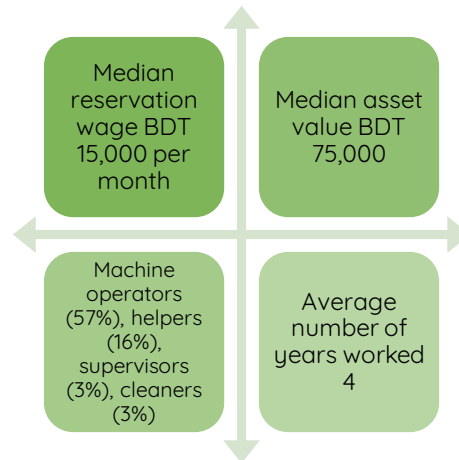 Median
reservation
wage BDT
15,000 per
month
Median asset
value BDT
75,000
Machine
operators
(57%), helpers
(16%),
supervisors
(3%), cleaners
(3%)
Average
number of
years worked
4